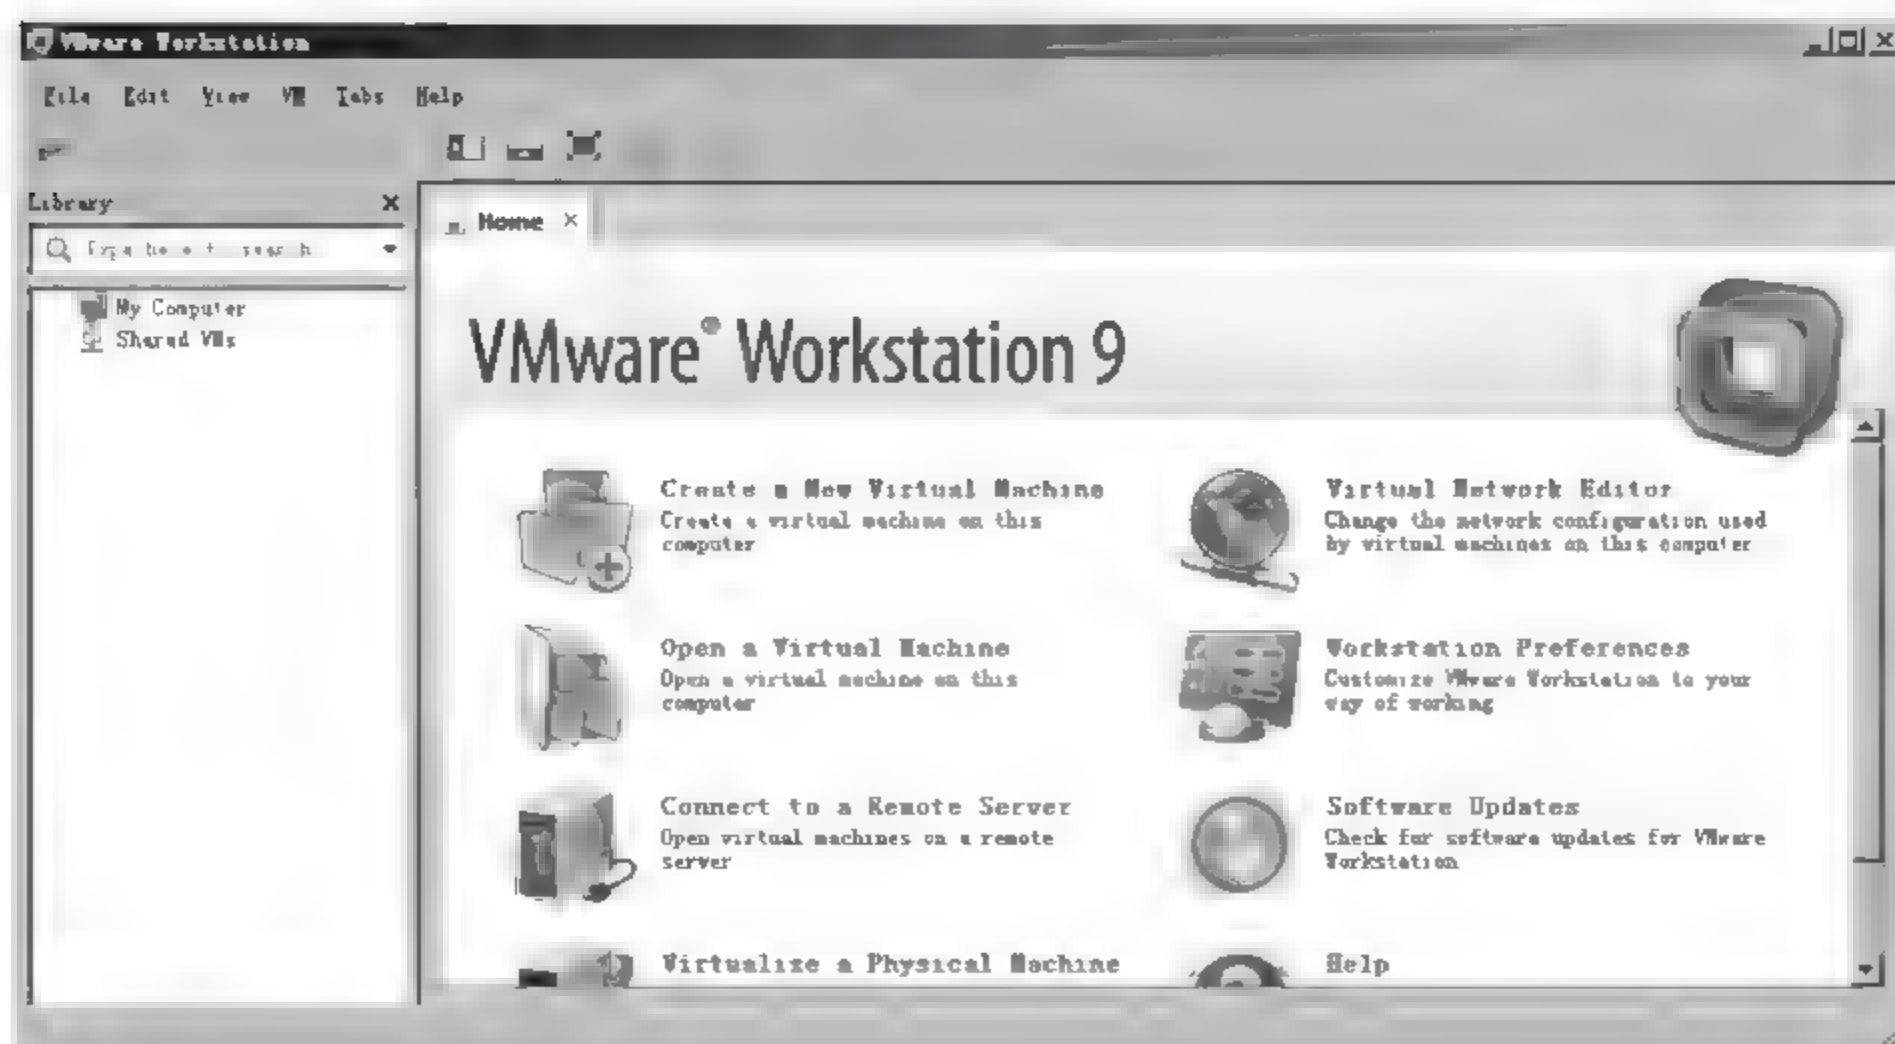 VMware Workstation
File Edit View VM Tabs Help
Library
Type here to search
Home
My Computer
Shared VMs
VMware® Workstation 9
Create a New Virtual Machine
Create a virtual machine on this
computer
Virtual Network Editor
Change the network configuration used
by virtual machines on this computer
Open a Virtual Machine
Open a virtual machine on this
computer
Workstation Preferences
Customize VMware Workstation to your
way of working
Connect to a Remote Server
Open virtual machines on a remote
server
Software Updates
Check for software updates for VMware
Workstation
Virtualize a Physical Machine
Help